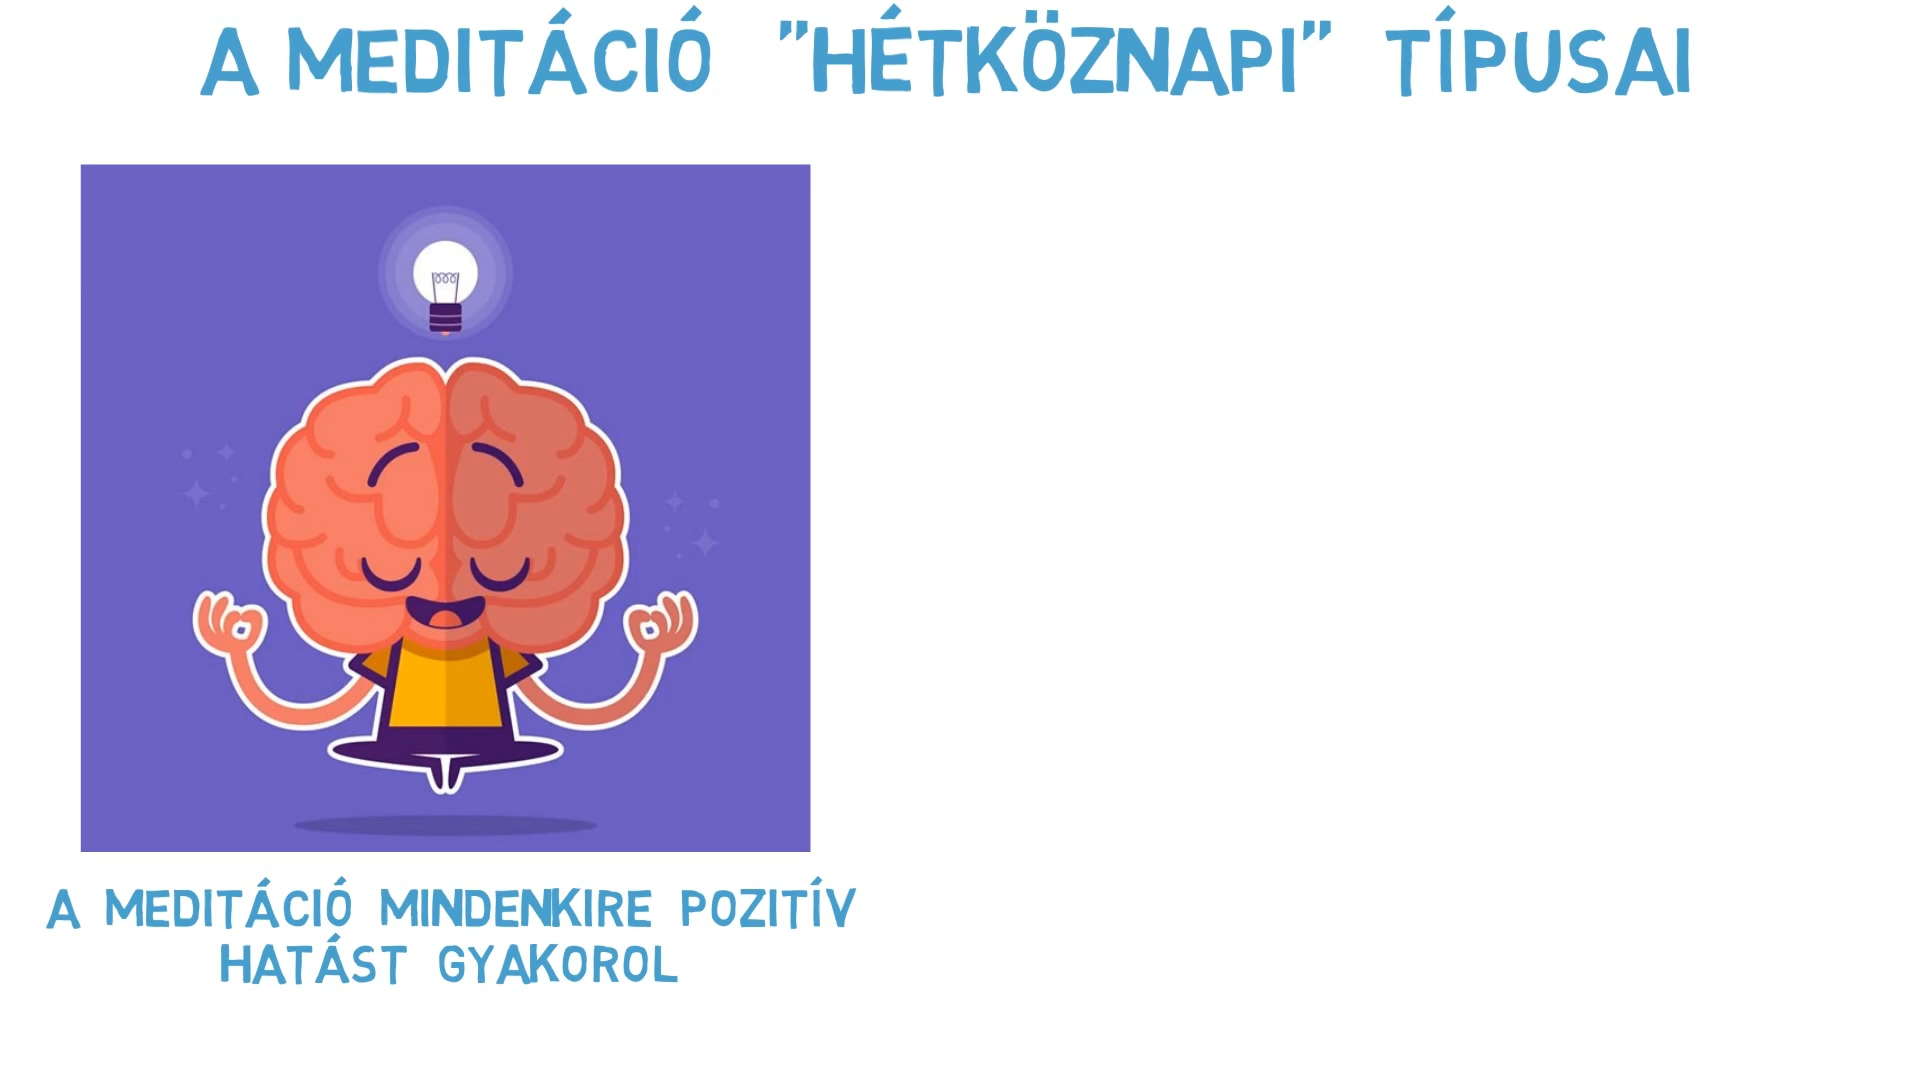 A MEDITÁCIÓ "HÉTKÖZNAPI" TÍPUSAI
A MEDITÁCIÓ MINDENKIRE POZITÍV
HATÁST GYAKOROL